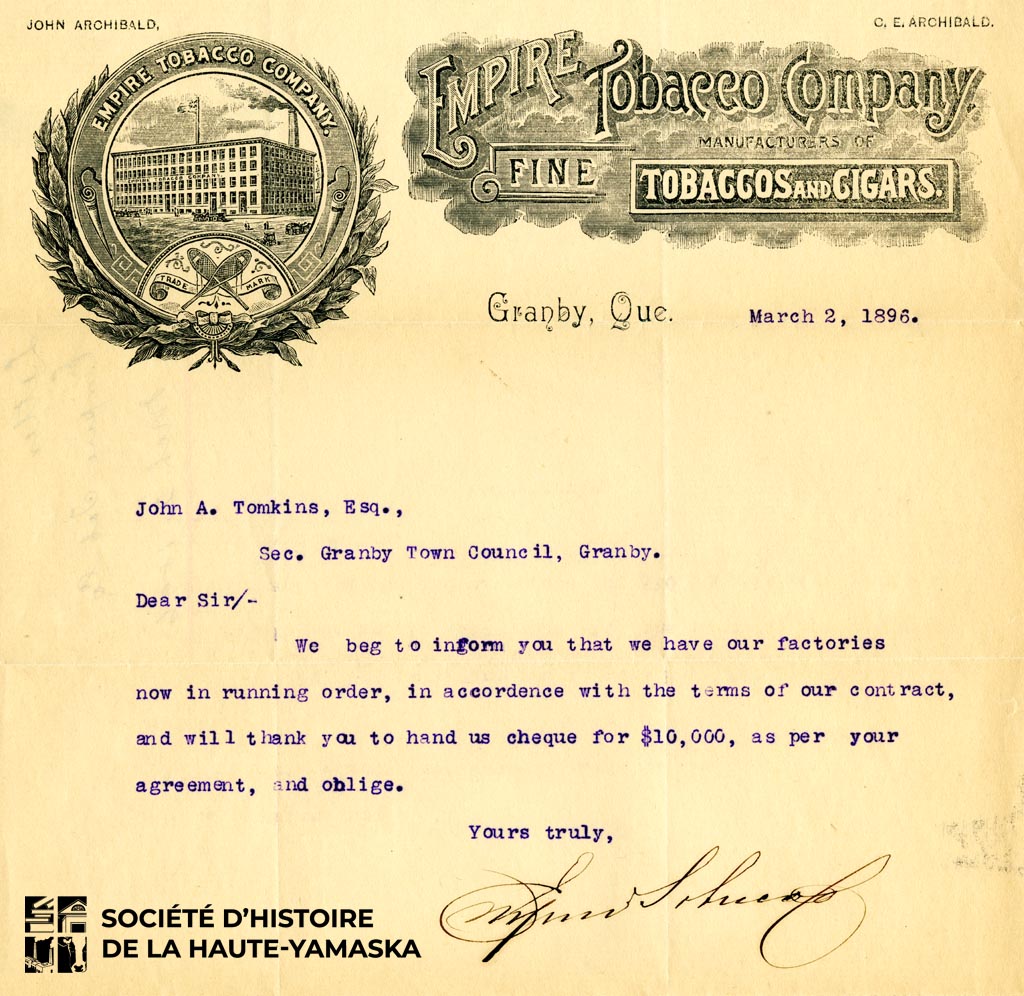 JOHN ARCHIBALD,
C. E. ARCHIBALD.
EMPIRE TOBACCO COMPANY.
TRADE MARK
EMPIRE Tobacco Company,
MANUFACTURERS OF
FINE
TOBACCOS AND CIGARS.
Granby, Que.
March 2, 1896.
John A. Tomkins, Esq.,
Sec. Granby Town Council, Granby.
Dear Sir/-
We beg to inform you that we have our factories
now in running order, in accordence with the terms of our contract,
and will thank you to hand us cheque for $10,000, as per your
agreement, and oblige.
Yours truly,
SOCIÉTÉ D'HISTOIRE
DE LA HAUTE-YAMASKA